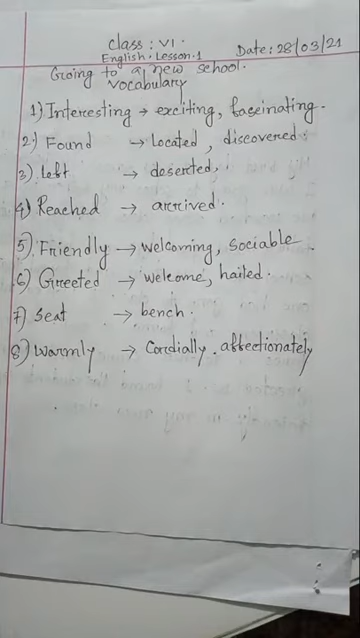 Class : VI.
English. Lesson.1 Date: 28/03/21
Going to a new school.
Vocabulary
1) Interesting → exciting, fascinating.
2) Found → Located, discovered.
3) Left → deserted.
4) Reached → arrived.
5) Friendly → welcoming, sociable.
6) Greeted → welcome, hailed.
7) Seat → bench.
8) Warmly → Cordially. affectionately